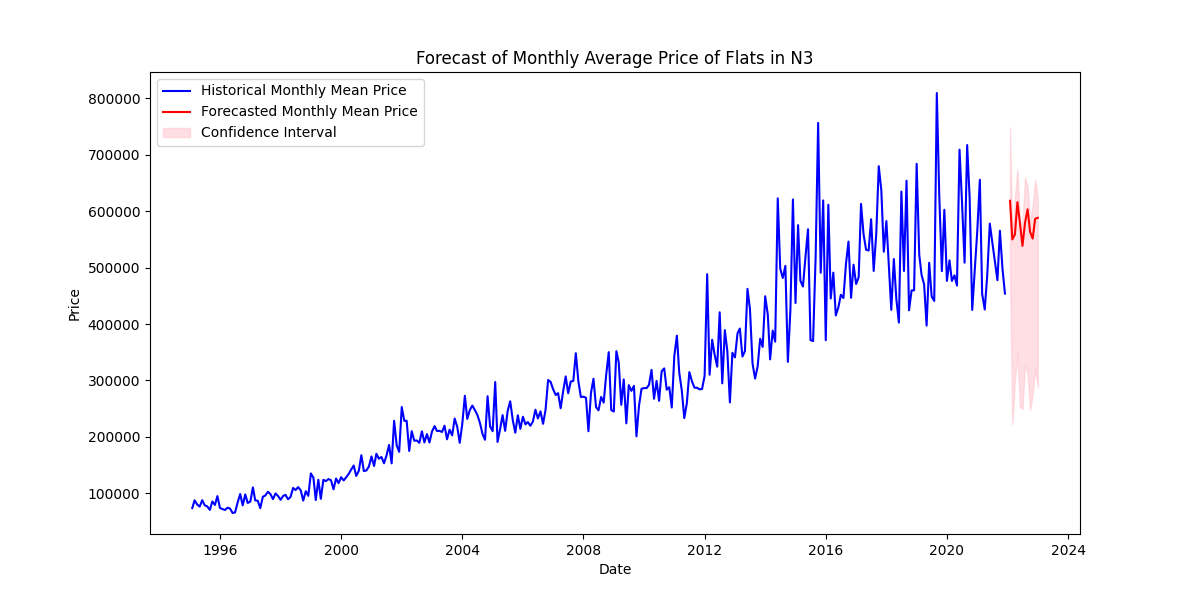 Forecast of Monthly Average Price of Flats in N3
Historical Monthly Mean Price
Forecasted Monthly Mean Price
Confidence Interval
800000
700000
600000
500000
400000
300000
200000
100000
Price
1996 2000 2004 2008 2012 2016 2020 2024
Date